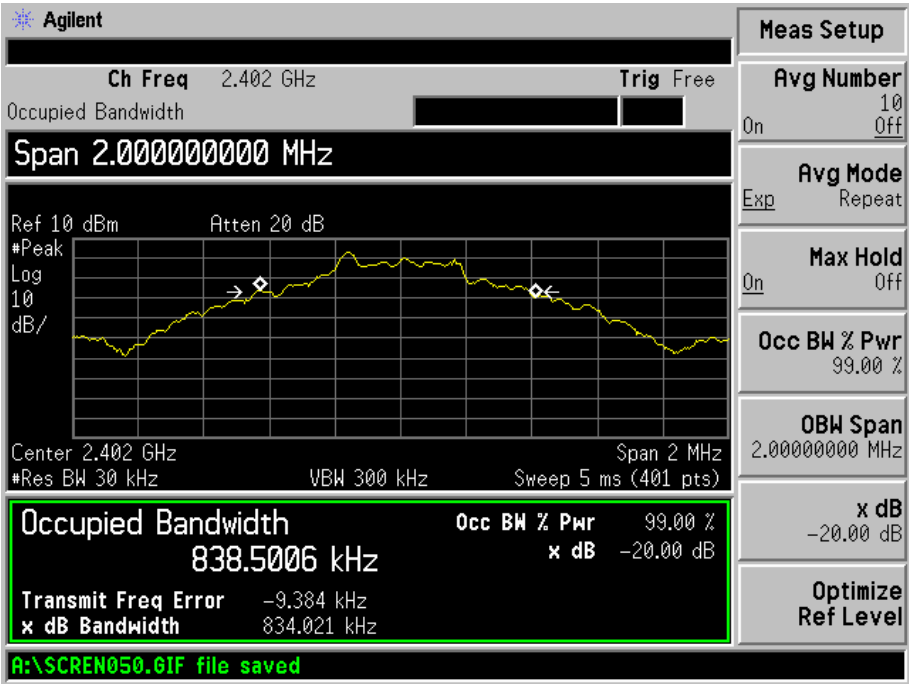 Agilent
Meas Setup
Ch Freq 2.402 GHz Trig Free
Occupied Bandwidth
Span 2.000000000 MHz
Ref 10 dBm Atten 20 dB
#Peak
Log
10
dB/
Center 2.402 GHz Span 2 MHz
#Res BW 30 kHz VBW 300 kHz Sweep 5 ms (401 pts)
Occupied Bandwidth Occ BW % Pwr 99.00 %
838.5006 kHz x dB -20.00 dB
Transmit Freq Error -9.384 kHz
x dB Bandwidth 834.021 kHz
A:\SCREN050.GIF file saved
Avg Number
10
On Off
Avg Mode
Exp Repeat
Max Hold
On Off
Occ BW % Pwr
99.00 %
OBW Span
2.00000000 MHz
x dB
-20.00 dB
Optimize
Ref Level